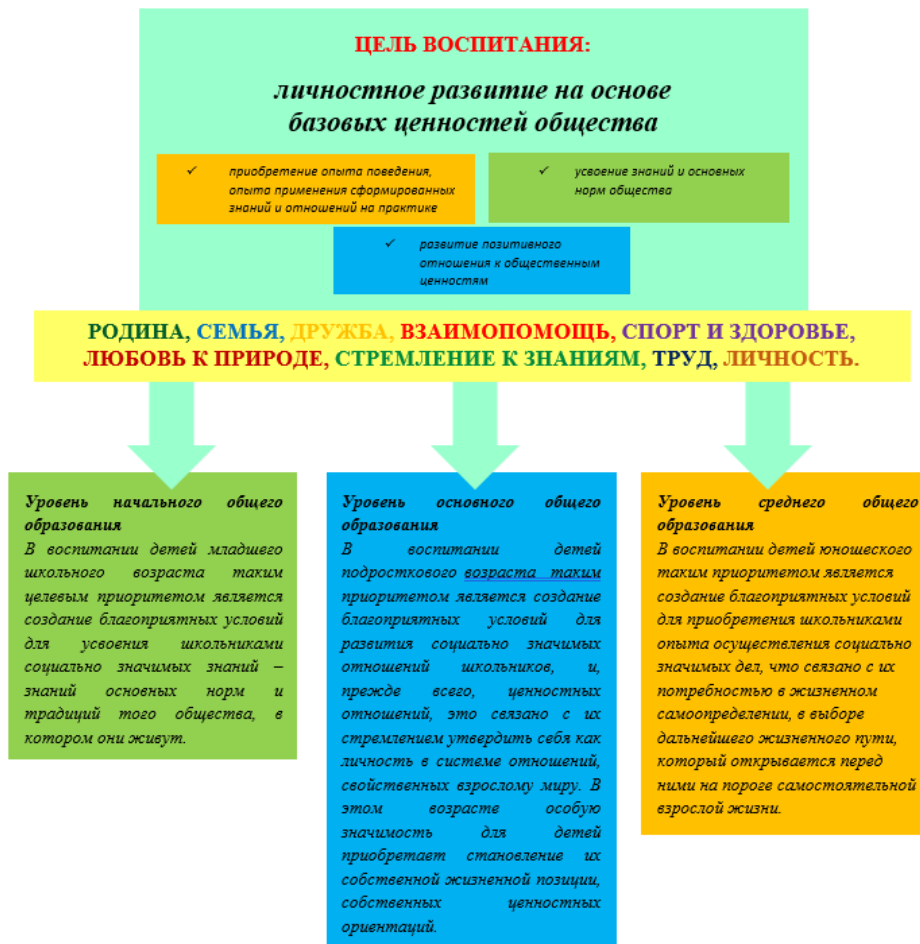 ЦЕЛЬ ВОСПИТАНИЯ:
личностное развитие на основе
базовых ценностей общества
✓ приобретение опыта поведения,
опыта применения сформированных
знаний и отношений на практике
✓ усвоение знаний и основных
норм общества
✓ развитие позитивного
отношения к общественным
ценностям
РОДИНА, СЕМЬЯ, ДРУЖБА, ВЗАИМОПОМОЩЬ, СПОРТ И ЗДОРОВЬЕ,
ЛЮБОВЬ К ПРИРОДЕ, СТРЕМЛЕНИЕ К ЗНАНИЯМ, ТРУД, ЛИЧНОСТЬ.
Уровень начального общего
образования
В воспитании детей младшего
школьного возраста таким
целевым приоритетом является
создание благоприятных условий
для усвоения школьниками
социально значимых знаний –
знаний основных норм и
традиций того общества, в
котором они живут.
Уровень основного общего
образования
В воспитании детей
подросткового возраста таким
приоритетом является создание
благоприятных условий для
развития социально значимых
отношений школьников, и,
прежде всего, ценностных
отношений, это связано с их
стремлением утвердить себя как
личность в системе отношений,
свойственных взрослому миру. В
этом возрасте особую
значимость для детей
приобретает становление их
собственной жизненной позиции,
собственных ценностных
ориентаций.
Уровень среднего общего
образования
В воспитании детей юношеского
таким приоритетом является
создание благоприятных условий
для приобретения школьниками
опыта осуществления социально
значимых дел, что связано с их
потребностью в жизненном
самоопределении, в выборе
дальнейшего жизненного пути,
который открывается перед
ними на пороге самостоятельной
взрослой жизни.